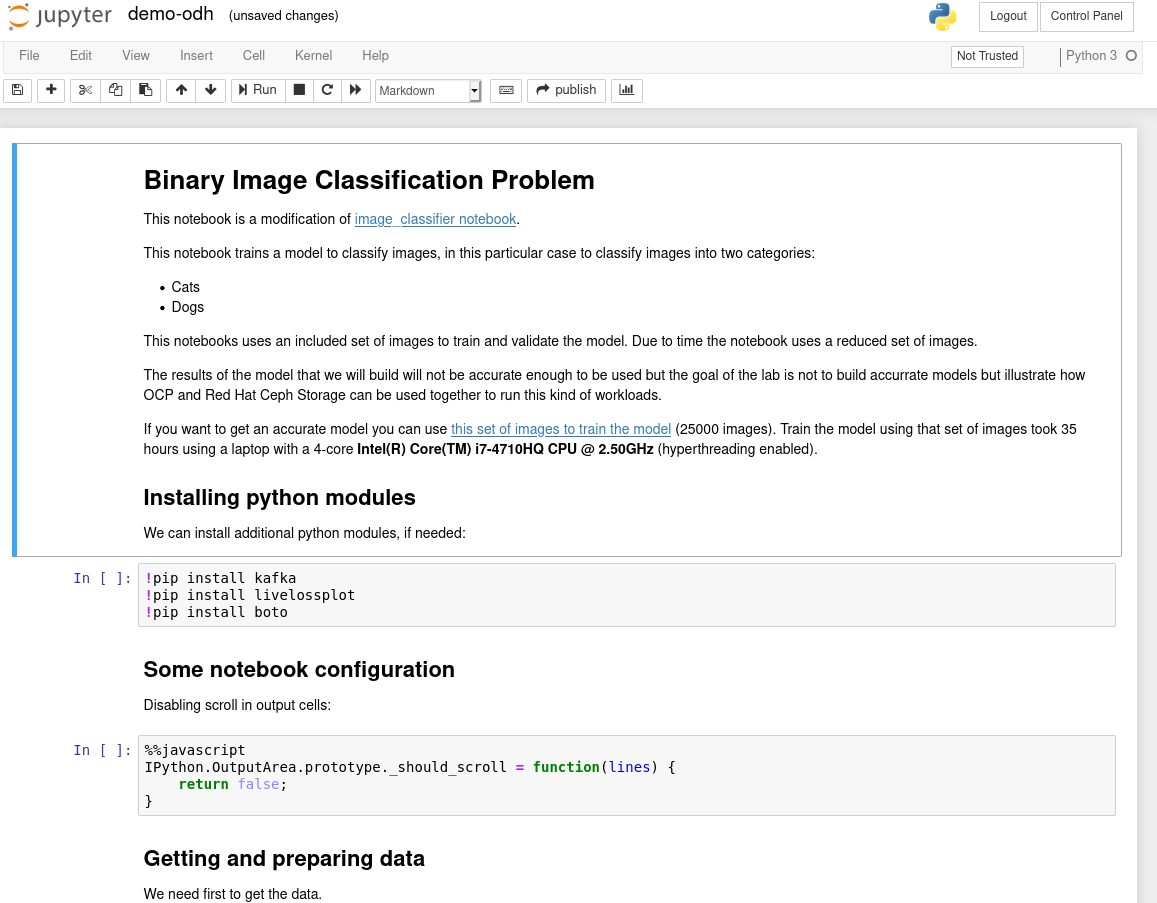 jupyter demo-odh (unsaved changes) Logout Control Panel
File Edit View Insert Cell Kernel Help Not Trusted Python 3
Run Markdown publish
Binary Image Classification Problem
This notebook is a modification of image_classifier notebook.
This notebook trains a model to classify images, in this particular case to classify images into two categories:
• Cats
• Dogs
This notebooks uses an included set of images to train and validate the model. Due to time the notebook uses a reduced set of images.
The results of the model that we will build will not be accurate enough to be used but the goal of the lab is not to build accurrate models but illustrate how
OCP and Red Hat Ceph Storage can be used together to run this kind of workloads.
If you want to get an accurate model you can use this set of images to train the model (25000 images). Train the model using that set of images took 35
hours using a laptop with a 4-core Intel(R) Core(TM) i7-4710HQ CPU @ 2.50GHz (hyperthreading enabled).
Installing python modules
We can install additional python modules, if needed:
In [ ]: !pip install kafka
!pip install livelossplot
!pip install boto
Some notebook configuration
Disabling scroll in output cells:
In [ ]: %%javascript
IPython.OutputArea.prototype._should_scroll = function(lines) {
    return false;
}
Getting and preparing data
We need first to get the data.